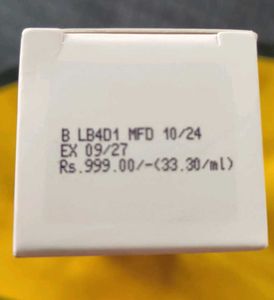 B LB4D1 MFD 10/24
EX 09/27
Rs.999.00/-(33.30/ml)